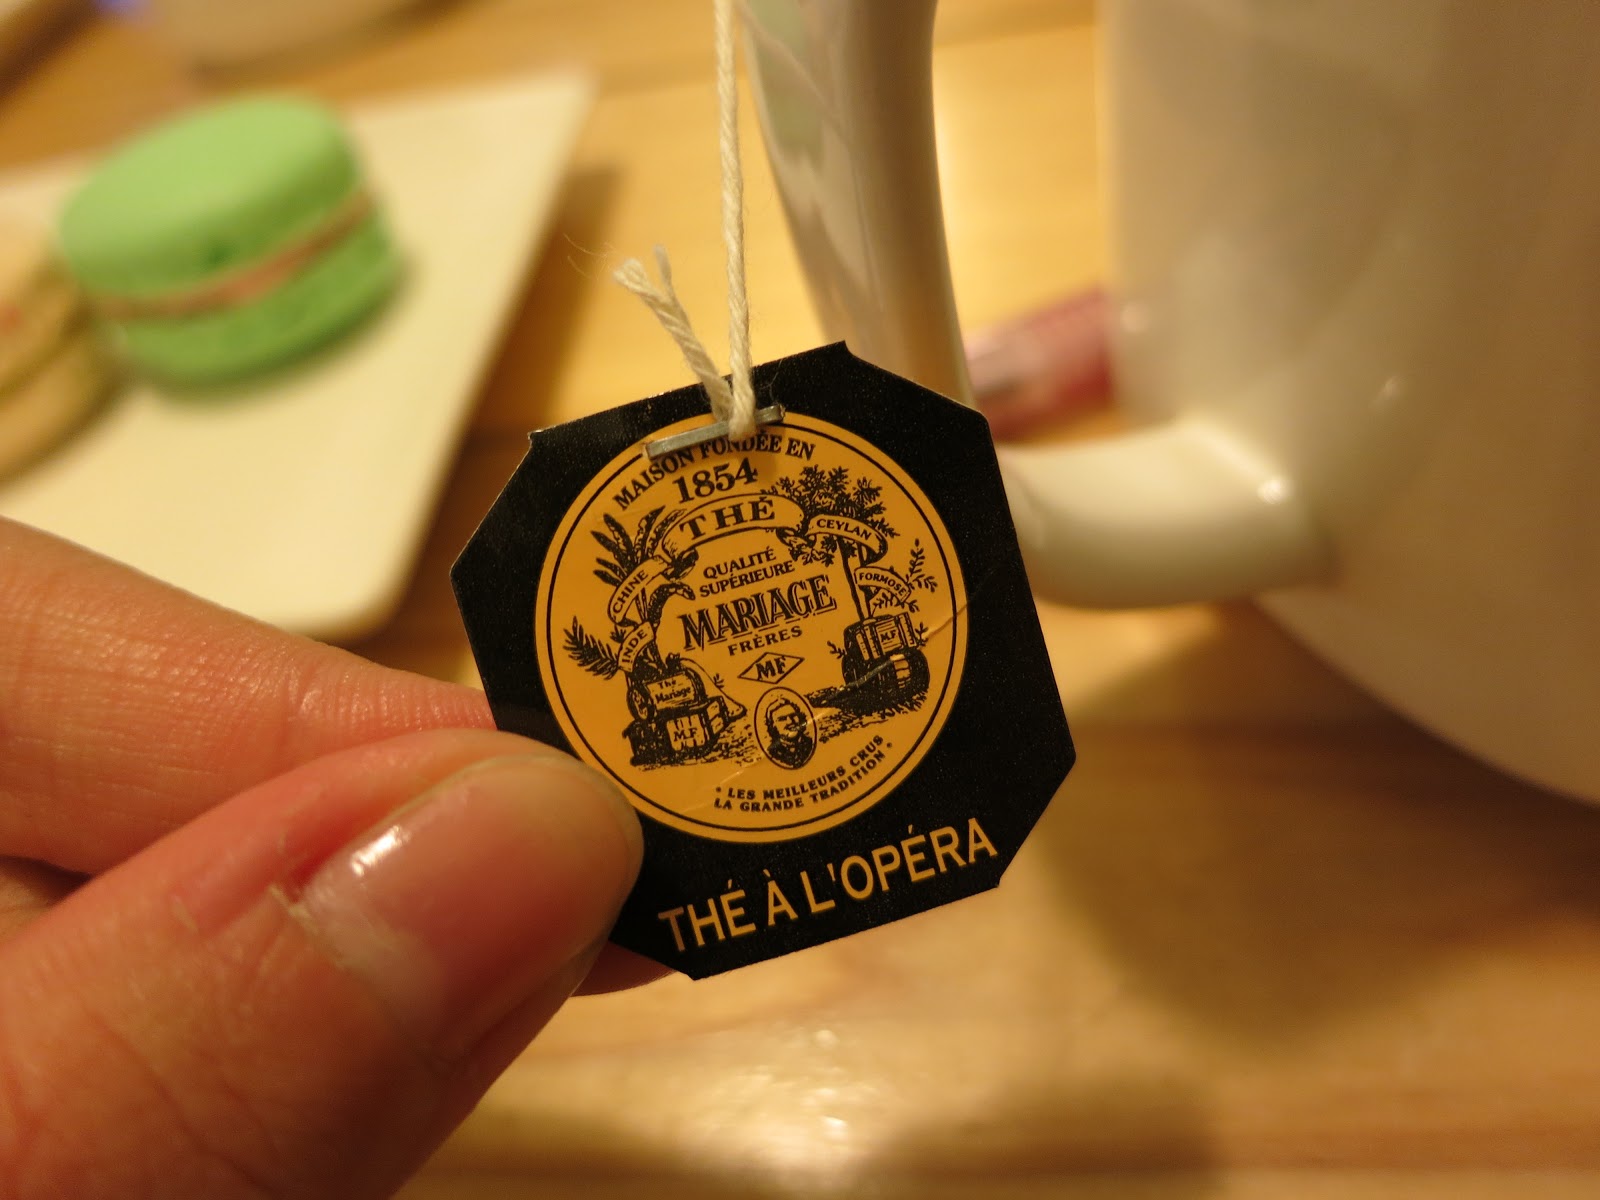 MAISON FONDÉE EN
1854
THÉ
CEYLAN
CHINE
FORMOSE
INDE
QUALITÉ
SUPÉRIEURE
MARIAGE
FRÈRES
MF
M.F
The
Mariage
M.F
• LES MEILLEURS CRUS •
LA GRANDE TRADITION
THÉ À L'OPÉRA